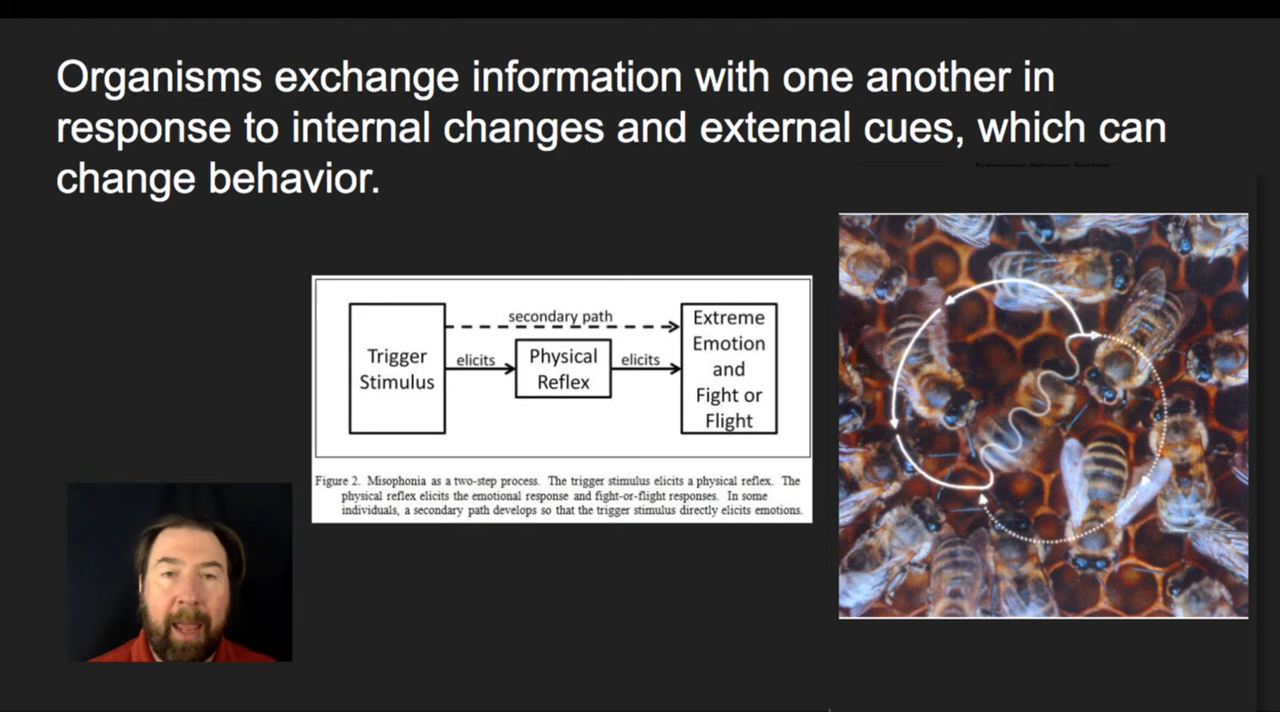 Organisms exchange information with one another in
response to internal changes and external cues, which can
change behavior.
Trigger
Stimulus
secondary path
elicits
Physical
Reflex
elicits
Extreme
Emotion
and
Fight or
Flight
Figure 2. Misophonia as a two-step process. The trigger stimulus elicits a physical reflex. The
physical reflex elicits the emotional response and fight-or-flight responses. In some
individuals, a secondary path develops so that the trigger stimulus directly elicits emotions.